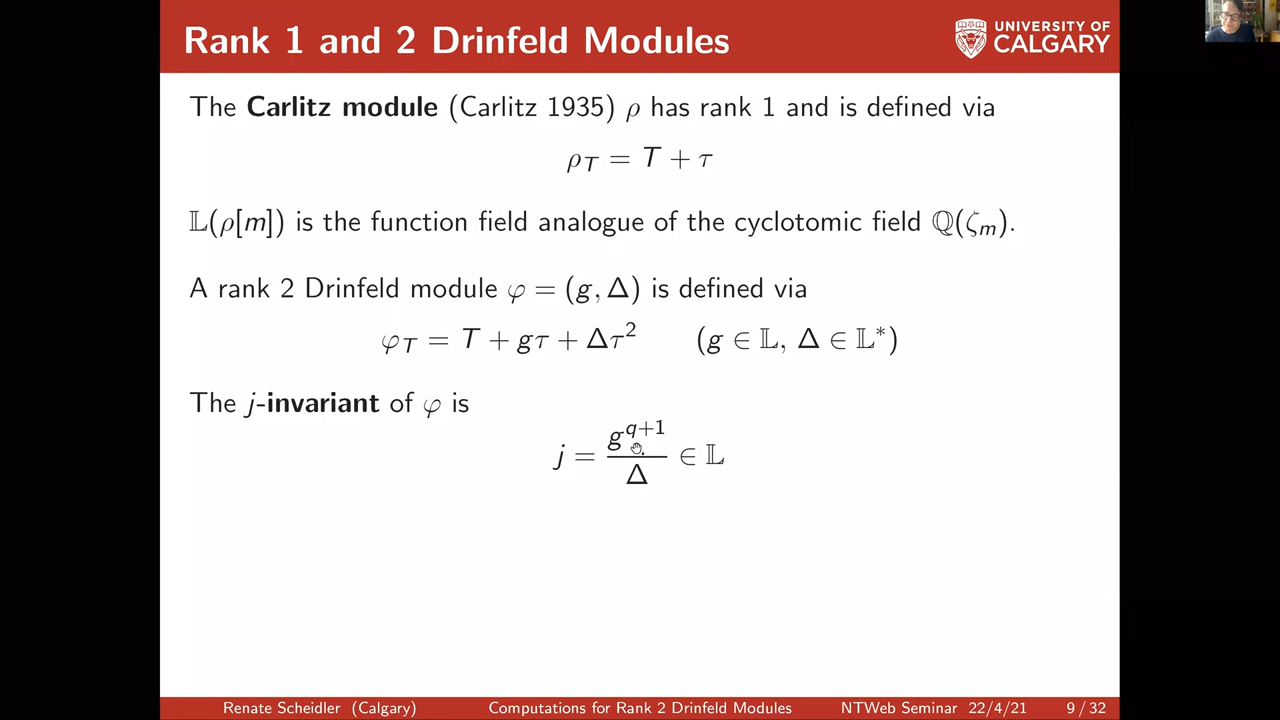 Rank 1 and 2 Drinfeld Modules
UNIVERSITY OF
CALGARY
The Carlitz module (Carlitz 1935) ρ has rank 1 and is defined via
ρ_T = T + τ
𝕃(ρ[m]) is the function field analogue of the cyclotomic field ℚ(ζ_m).
A rank 2 Drinfeld module φ = (g, Δ) is defined via
φ_T = T + gτ + Δτ² (g ∈ 𝕃, Δ ∈ 𝕃*)
The j-invariant of φ is
j = g^{q+1} / Δ ∈ 𝕃
Renate Scheidler (Calgary) Computations for Rank 2 Drinfeld Modules NTWeb Seminar 22/4/21 9 / 32